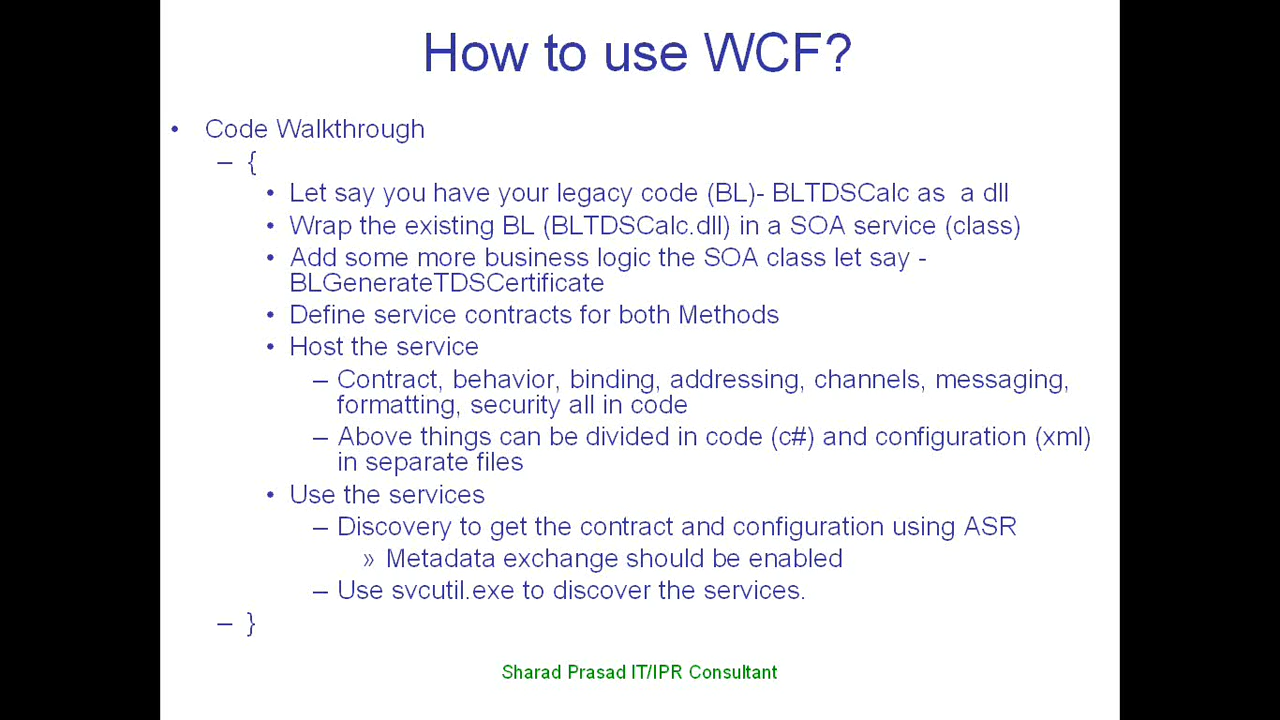 How to use WCF?
• Code Walkthrough
– {
• Let say you have your legacy code (BL)- BLTDSCalc as a dll
• Wrap the existing BL (BLTDSCalc.dll) in a SOA service (class)
• Add some more business logic the SOA class let say -
BLGenerateTDSCertificate
• Define service contracts for both Methods
• Host the service
– Contract, behavior, binding, addressing, channels, messaging,
formatting, security all in code
– Above things can be divided in code (c#) and configuration (xml)
in separate files
• Use the services
– Discovery to get the contract and configuration using ASR
» Metadata exchange should be enabled
– Use svcutil.exe to discover the services.
– }
Sharad Prasad IT/IPR Consultant